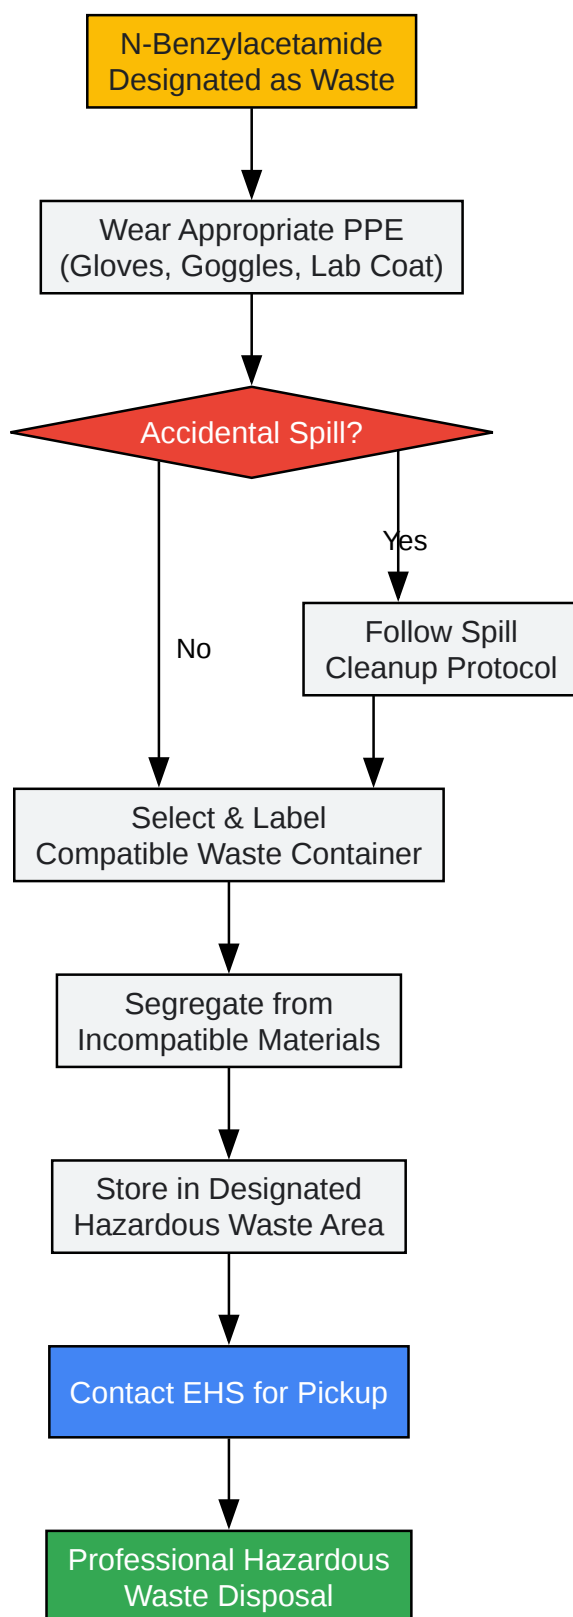 N-Benzylacetamide
Designated as Waste
Wear Appropriate PPE
(Gloves, Goggles, Lab Coat)
Accidental Spill?
Yes
Follow Spill
Cleanup Protocol
No
Select & Label
Compatible Waste Container
Segregate from
Incompatible Materials
Store in Designated
Hazardous Waste Area
Contact EHS for Pickup
Professional Hazardous
Waste Disposal